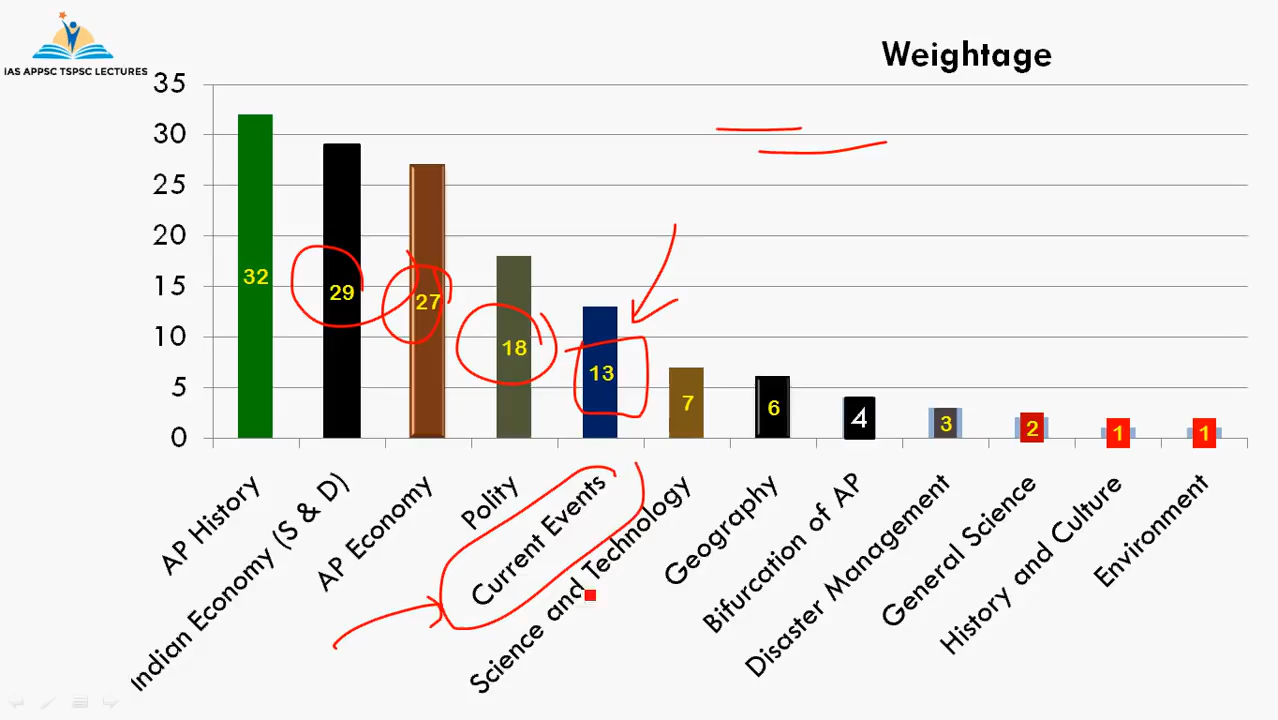 IAS APPSC TSPSC LECTURES
Weightage
35
30
25
20
15
10
5
0
32
29
27
18
13
7
6
4
3
2
1
1
AP History
Indian Economy (S & D)
AP Economy
Polity
Current Events
Science and Technology
Geography
Bifurcation of AP
Disaster Management
General Science
History and Culture
Environment